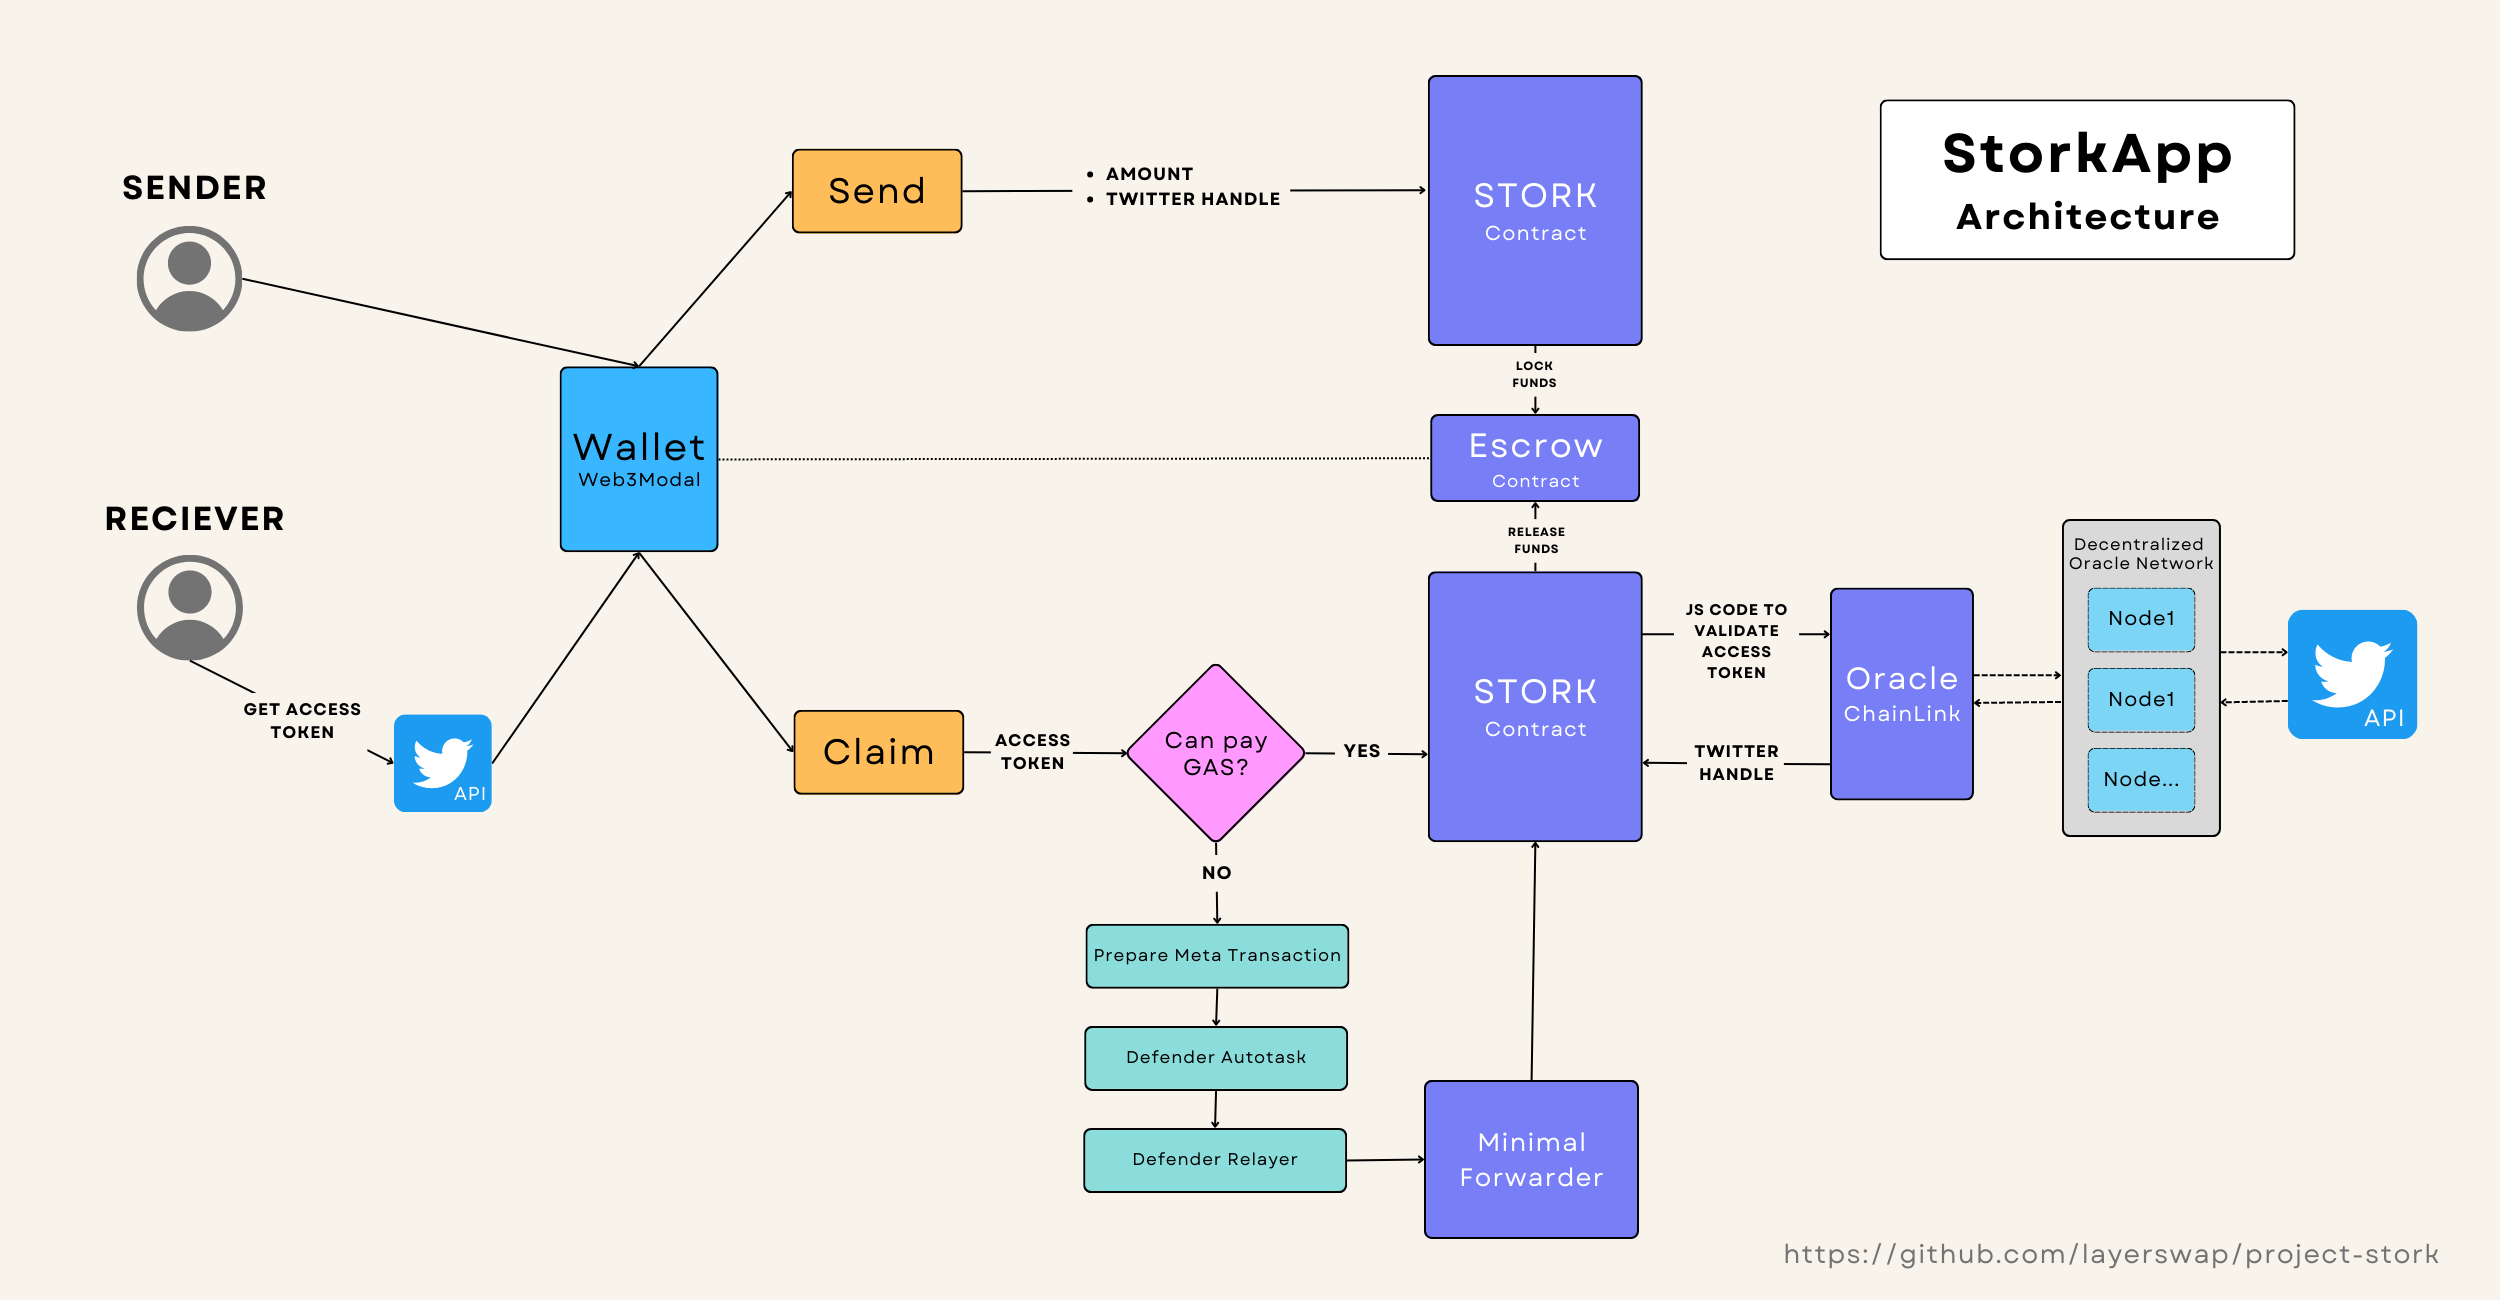 StorkApp
Architecture
SENDER
Send
• AMOUNT
• TWITTER HANDLE
STORK
Contract
LOCK
FUNDS
Wallet
Web3Modal
Escrow
Contract
RELEASE
FUNDS
RECIEVER
GET ACCESS
TOKEN
API
Claim
ACCESS
TOKEN
Can pay
GAS?
YES
STORK
Contract
JS CODE TO
VALIDATE
ACCESS
TOKEN
TWITTER
HANDLE
Oracle
ChainLink
Decentralized
Oracle Network
Node1
Node1
Node...
API
NO
Prepare Meta Transaction
Defender Autotask
Defender Relayer
Minimal
Forwarder
https://github.com/layerswap/project-stork